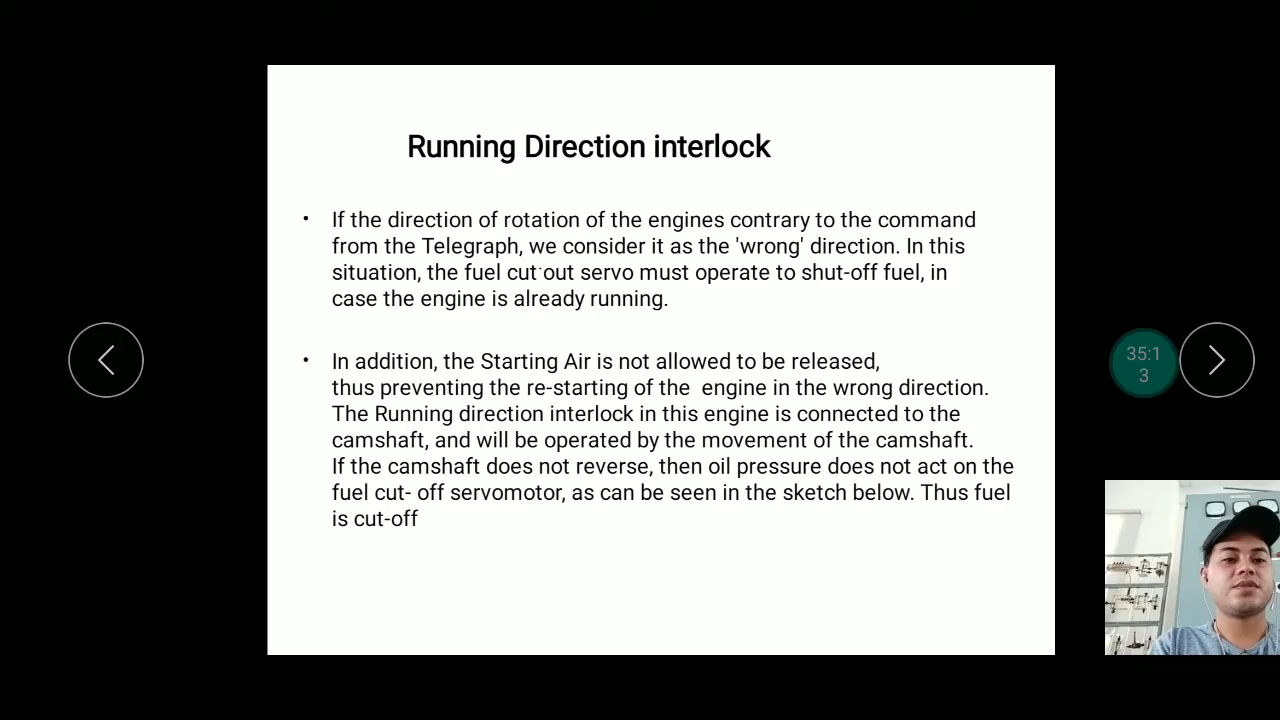 Running Direction interlock
• If the direction of rotation of the engines contrary to the command
from the Telegraph, we consider it as the 'wrong' direction. In this
situation, the fuel cut out servo must operate to shut-off fuel, in
case the engine is already running.
• In addition, the Starting Air is not allowed to be released,
thus preventing the re-starting of the engine in the wrong direction.
The Running direction interlock in this engine is connected to the
camshaft, and will be operated by the movement of the camshaft.
If the camshaft does not reverse, then oil pressure does not act on the
fuel cut- off servomotor, as can be seen in the sketch below. Thus fuel
is cut-off
35:1
3